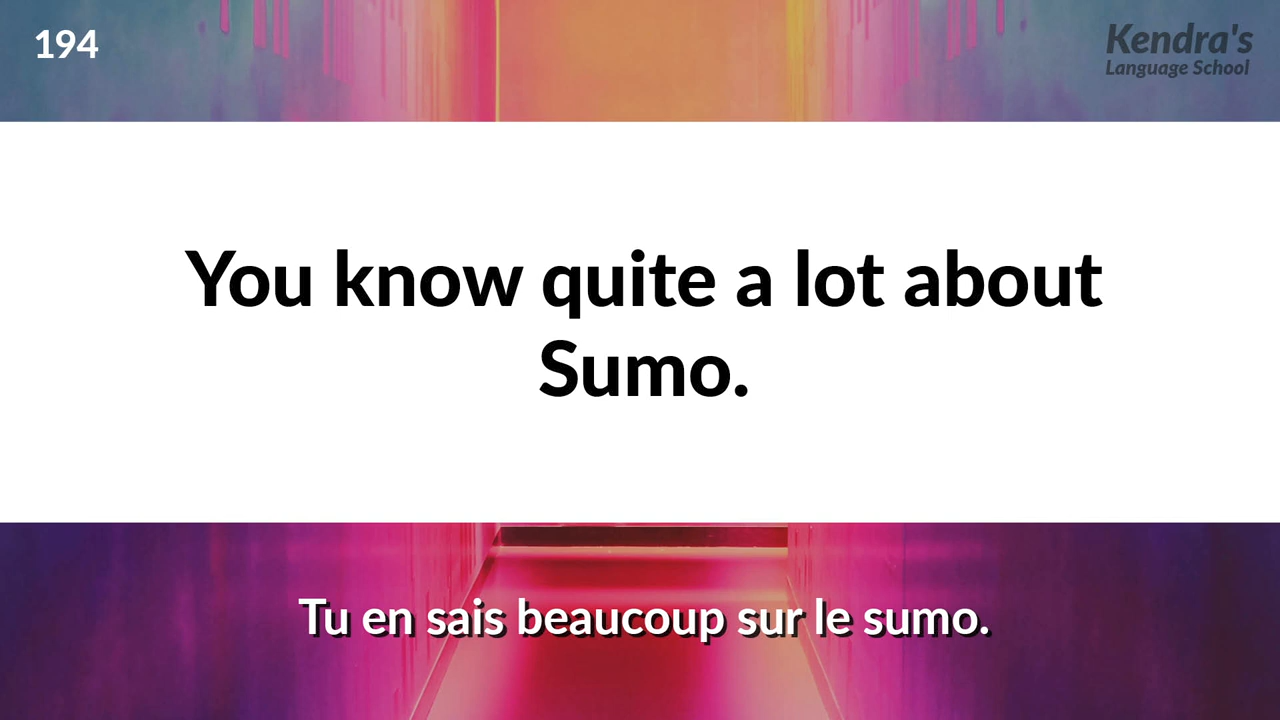 194
Kendra's
Language School
You know quite a lot about
Sumo.
Tu en sais beaucoup sur le sumo.